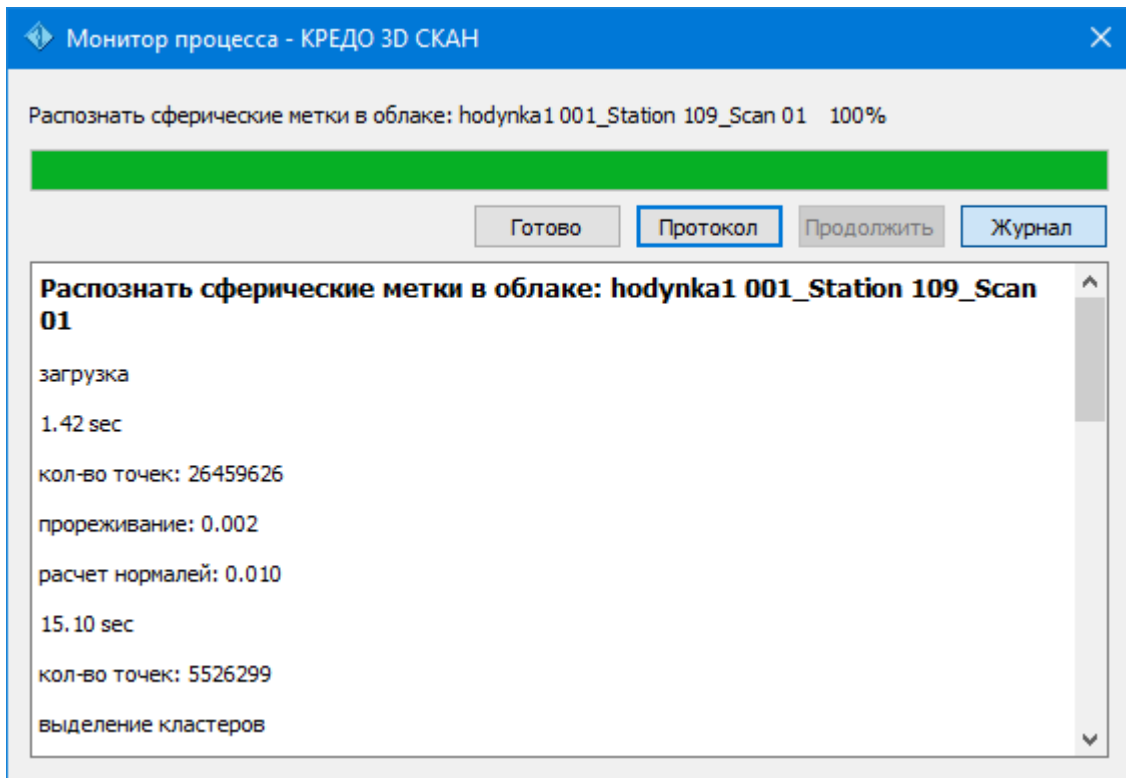 Монитор процесса - КРЕДО 3D СКАН
Распознать сферические метки в облаке: hodynka1 001_Station 109_Scan 01 100%
Готово Протокол Продолжить Журнал
Распознать сферические метки в облаке: hodynka1 001_Station 109_Scan
01
загрузка
1.42 sec
кол-во точек: 26459626
прореживание: 0.002
расчет нормалей: 0.010
15.10 sec
кол-во точек: 5526299
выделение кластеров